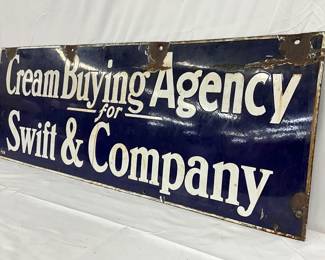 Cream Buying Agency
for
Swift & Company